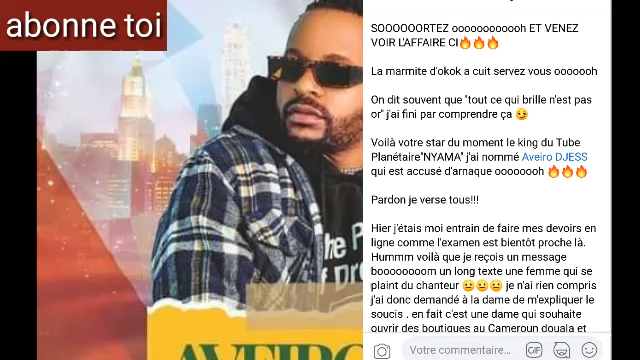 abonne toi
SOOOOOORTEZ ooooooooooooh ET VENEZ
VOIR L'AFFAIRE CI🔥🔥🔥
La marmite d'okok a cuit servez vous ooooooh
On dit souvent que "tout ce qui brille n'est pas
or" j'ai fini par comprendre ça 😏
Voilà votre star du moment le king du Tube
Planétaire"NYAMA" j'ai nommé Aveiro DJESS
qui est accusé d'arnaque ooooooh 🔥🔥🔥
Pardon je verse tous!!!
Hier j'étais moi entrain de faire mes devoirs en
ligne comme l'examen est bientôt proche là.
Hummm voilà que je reçois un message
booooooom un long texte une femme qui se
plaint du chanteur 😐😐😐 je n'ai rien compris
j'ai donc demandé à la dame de m'expliquer le
soucis . en fait c'est une dame qui souhaite
ouvrir des boutiques au Cameroun douala et
Votre commentaire...
GIF
he P
f Dr
AVEIRO